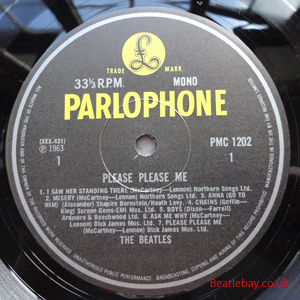 £
TRADE MARK
33⅓ R.P.M. MONO
PARLOPHONE
(XEX.421) PMC 1202
℗ 1963
1 1
PLEASE PLEASE ME
1. I SAW HER STANDING THERE (McCartney—Lennon) Northern Songs Ltd.
2. MISERY (McCartney—Lennon) Northern Songs Ltd. 3. ANNA (GO TO
HIM) (Alexander) Shapiro Bernstein/Heath Levy. 4. CHAINS (Goffin-
King) Screen Gems-EMI Mus. Ltd. 5. BOYS (Dixon—Farrell)
Ardmore & Beechwood Ltd. 6. ASK ME WHY (McCartney—
Lennon) Dick James Mus. Ltd. 7. PLEASE PLEASE ME
(McCartney—Lennon) Dick James Mus. Ltd.
THE BEATLES
Beatlebay.co.uk